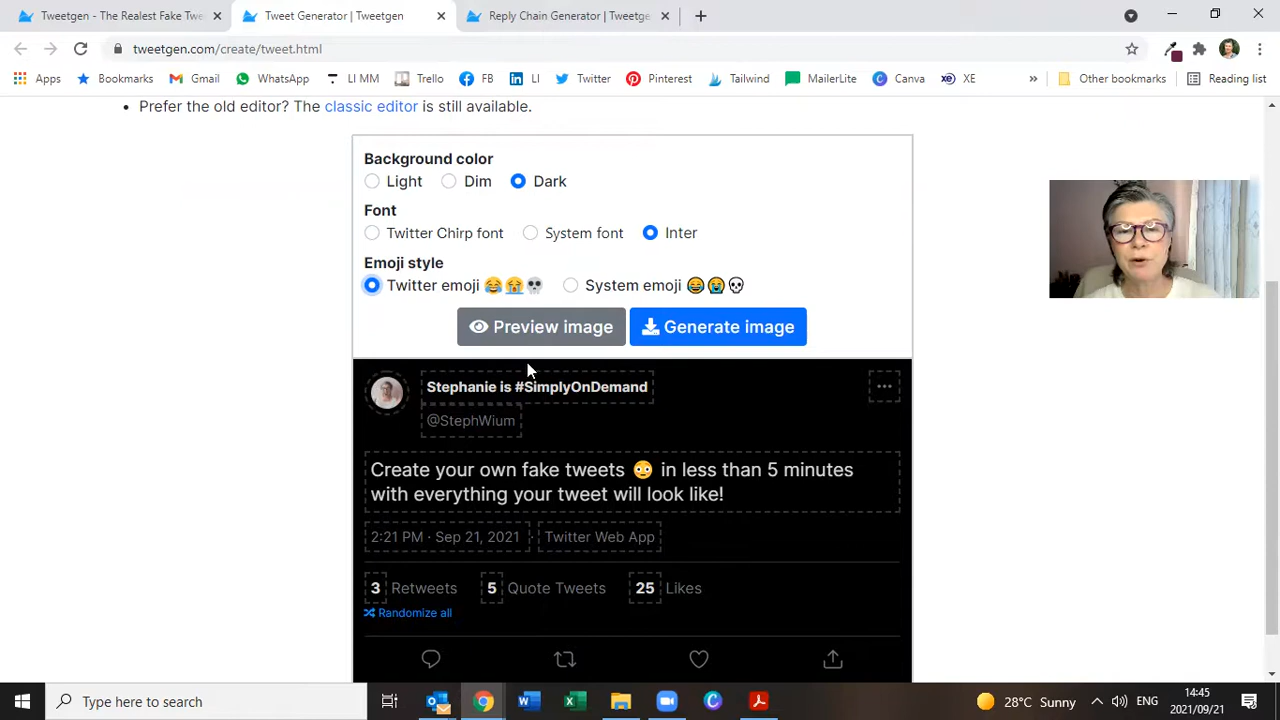 Tweetgen - The Realest Fake Twe
Tweet Generator | Tweetgen
Reply Chain Generator | Tweetge
tweetgen.com/create/tweet.html
Apps
Bookmarks
Gmail
WhatsApp
LI MM
Trello
FB
LI
Twitter
Pinterest
Tailwind
MailerLite
Canva
XE
»
Other bookmarks
Reading list
• Prefer the old editor? The classic editor is still available.
Background color
Light Dim Dark
Font
Twitter Chirp font System font Inter
Emoji style
Twitter emoji 😂😭💀 System emoji 😂😭💀
Preview image Generate image
Stephanie is #SimplyOnDemand
@StephWium
Create your own fake tweets 😳 in less than 5 minutes
with everything your tweet will look like!
2:21 PM · Sep 21, 2021 · Twitter Web App
3 Retweets 5 Quote Tweets 25 Likes
Randomize all
Type here to search
28°C Sunny
ENG
14:45
2021/09/21